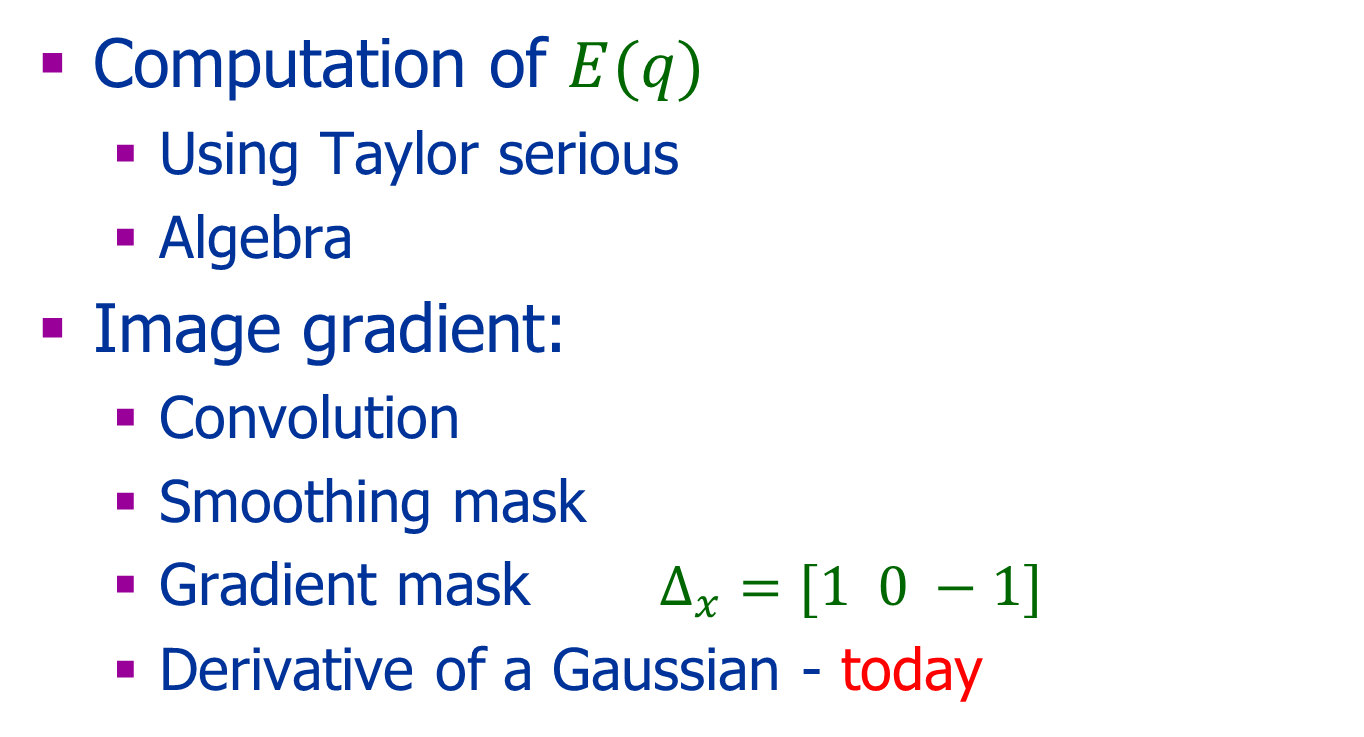 ▪ Computation of E(q)
▪ Using Taylor serious
▪ Algebra
▪ Image gradient:
▪ Convolution
▪ Smoothing mask
▪ Gradient mask Δₓ = [1 0 − 1]
▪ Derivative of a Gaussian - today